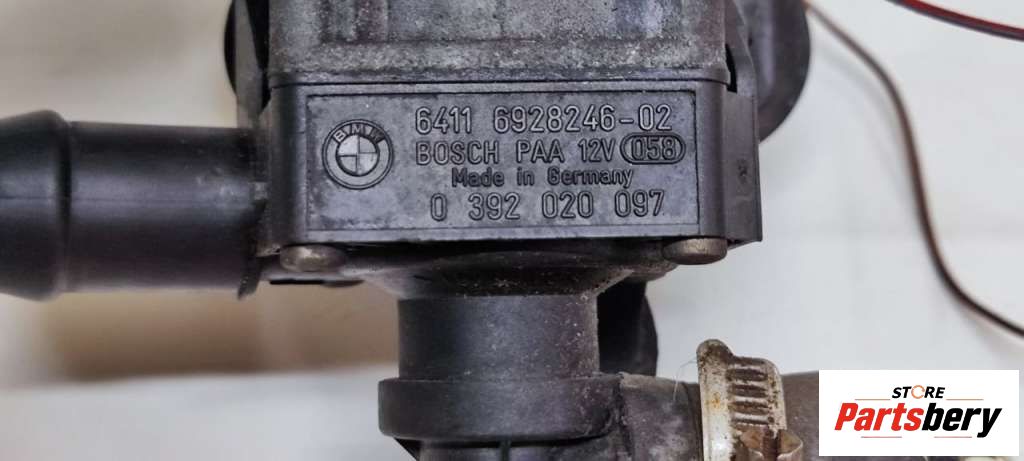 BMW
6411 6928246-02
BOSCH PAA 12V 058
Made in Germany
0 392 020 097
STORE
Partsbery